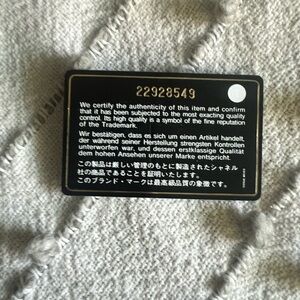 22928549
We certify the authenticity of this item and confirm
that it has been subjected to the most exacting quality
control. Its high quality is a symbol of the fine reputation
of the Trademark.
Wir bestätigen, dass es sich um einen Artikel handelt,
der während seiner Herstellung strengsten Kontrollen
unterworfen war, und dessen erstklassige Qualität
dem hohen Ansehen unserer Marke entspricht.
この製品は厳しい管理のもとに製造されたシャネル
社の商品であることを証明いたします。
このブランド・マークは最高級品質の象徴です。